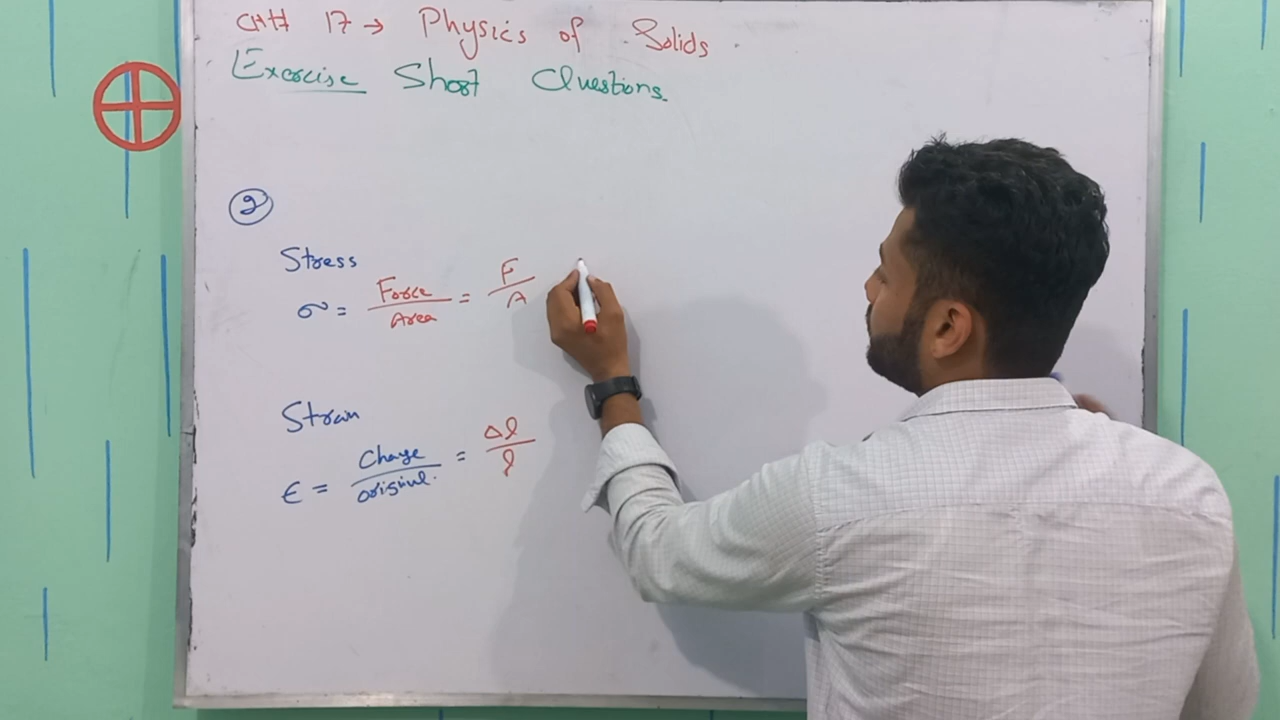 CH# 17 → Physics of Solids.
Exercise Short Questions.
2
Stress
σ = Force / Area = F / A
Strain
ϵ = Change / original. = Δl / l